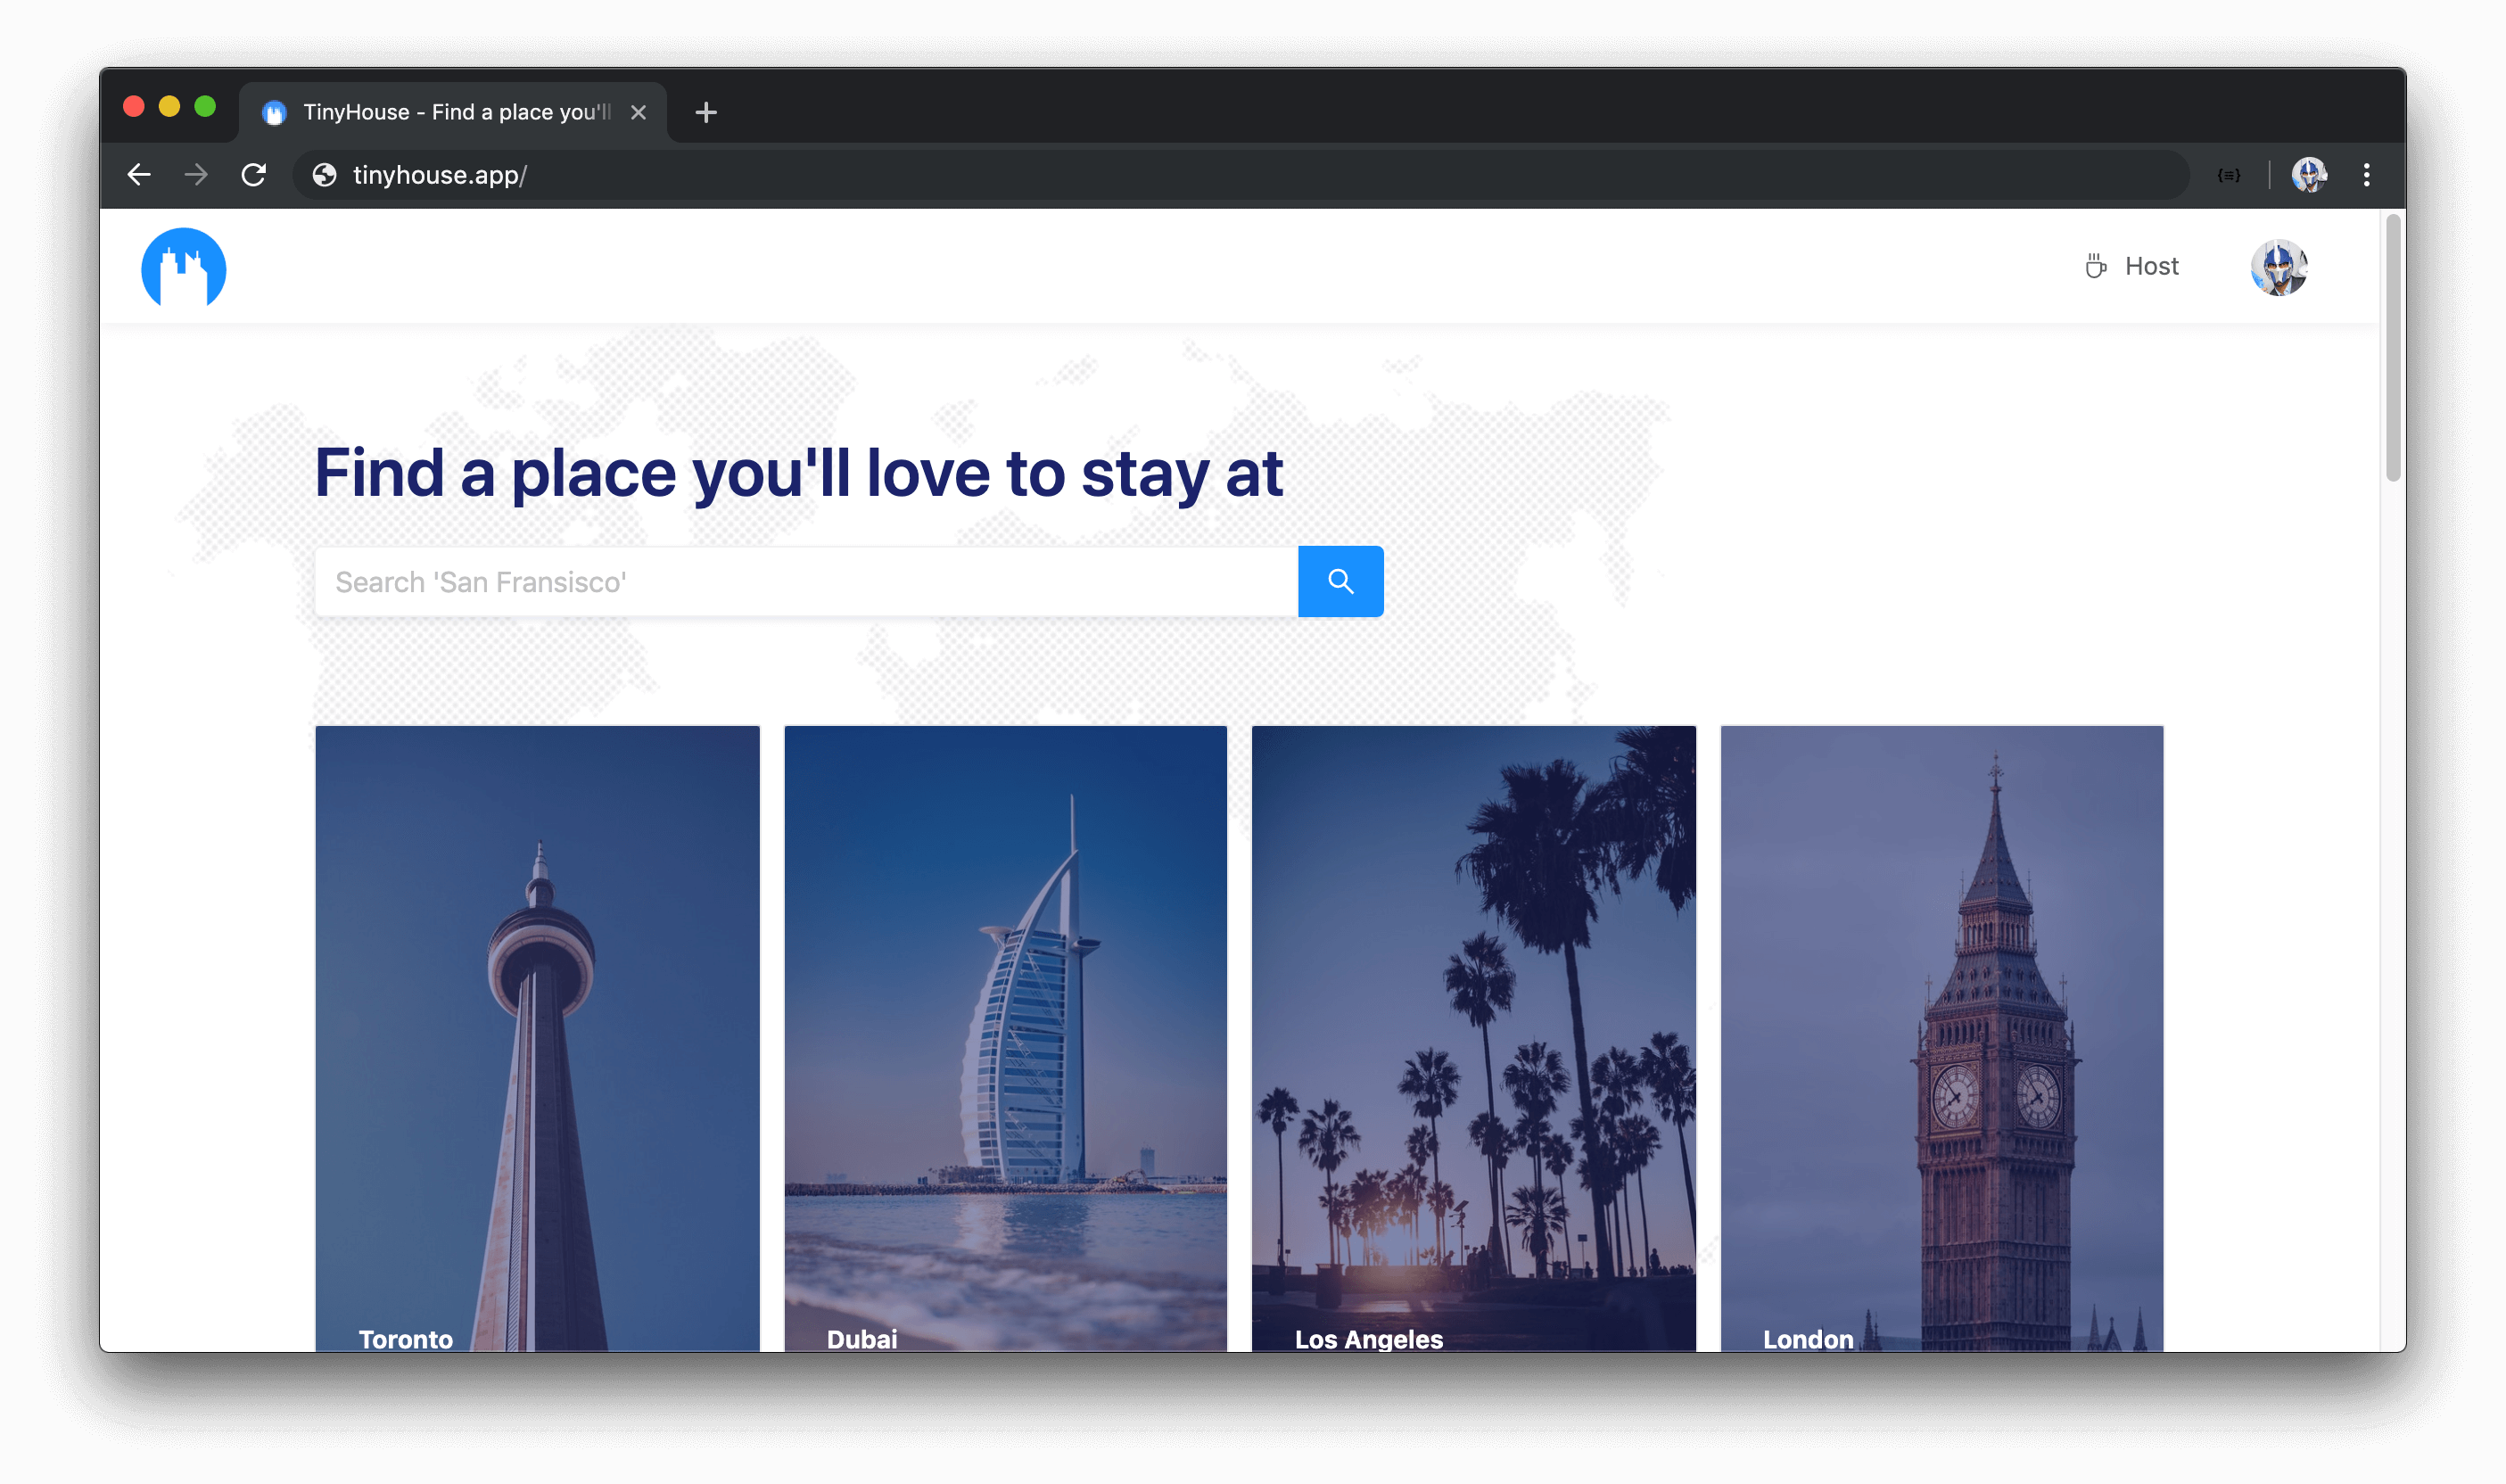 TinyHouse - Find a place you'll
tinyhouse.app/
Host
Find a place you'll love to stay at
Search 'San Fransisco'
Toronto
Dubai
Los Angeles
London